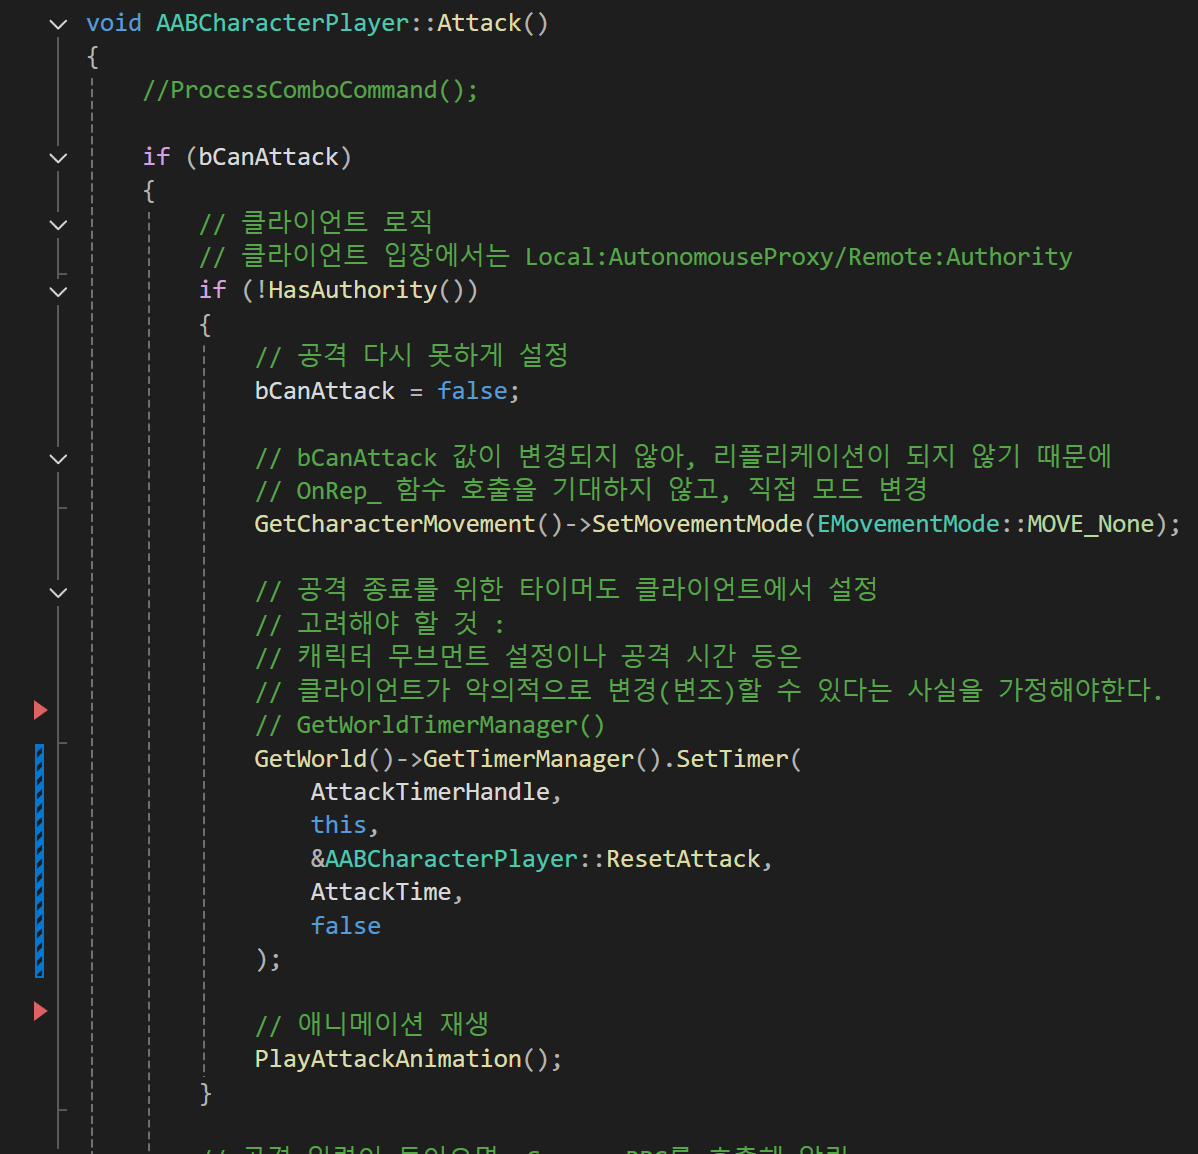 void AABCharacterPlayer::Attack()
{
//ProcessComboCommand();
if (bCanAttack)
{
// 클라이언트 로직
// 클라이언트 입장에서는 Local:AutonomouseProxy/Remote:Authority
if (!HasAuthority())
{
// 공격 다시 못하게 설정
bCanAttack = false;
// bCanAttack 값이 변경되지 않아, 리플리케이션이 되지 않기 때문에
// OnRep_ 함수 호출을 기대하지 않고, 직접 모드 변경
GetCharacterMovement()->SetMovementMode(EMovementMode::MOVE_None);
// 공격 종료를 위한 타이머도 클라이언트에서 설정
// 고려해야 할 것 :
// 캐릭터 무브먼트 설정이나 공격 시간 등은
// 클라이언트가 악의적으로 변경(변조)할 수 있다는 사실을 가정해야한다.
// GetWorldTimerManager()
GetWorld()->GetTimerManager().SetTimer(
AttackTimerHandle,
this,
&AABCharacterPlayer::ResetAttack,
AttackTime,
false
);
// 애니메이션 재생
PlayAttackAnimation();
}